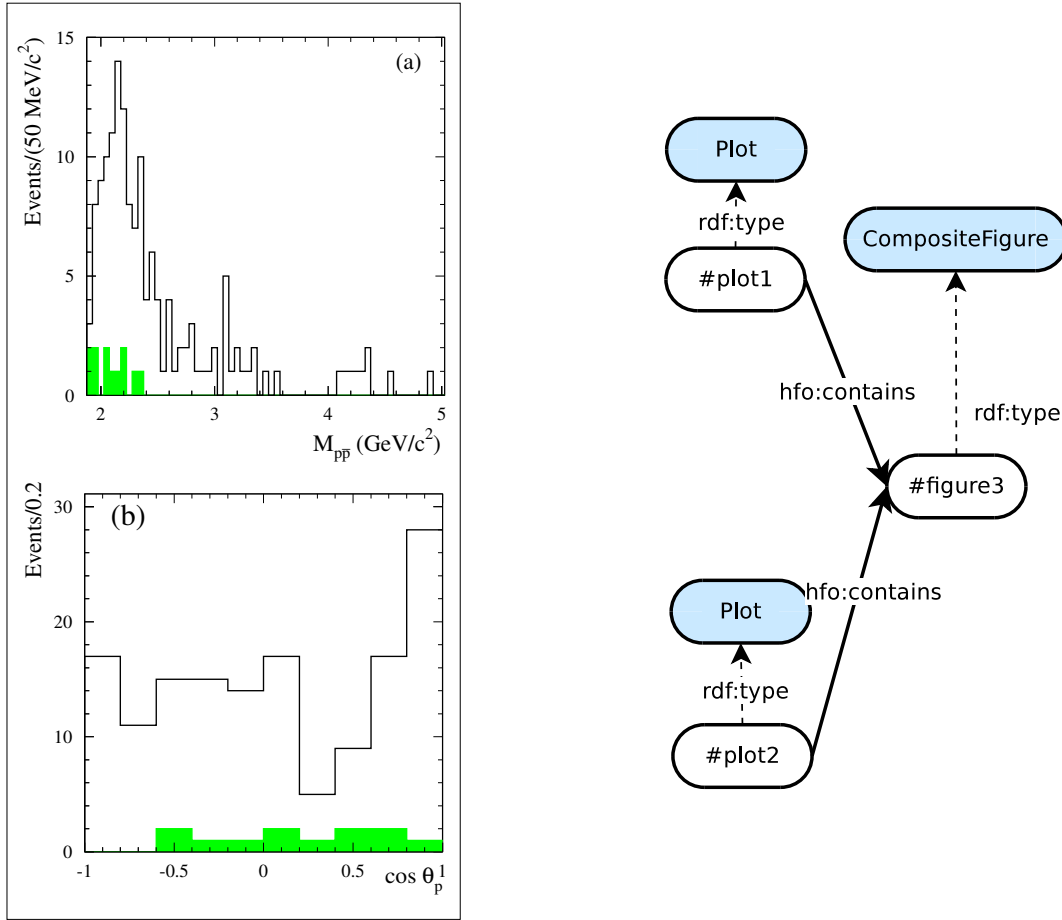 15
10
5
0
Events/(50 MeV/c²)
(a)
2
3
4
5
M_pp̅ (GeV/c²)
30
20
10
0
Events/0.2
(b)
-1
-0.5
0
0.5
1
cos θ_p
Plot
rdf:type
#plot1
CompositeFigure
hfo:contains
rdf:type
#figure3
Plot
hfo:contains
rdf:type
#plot2